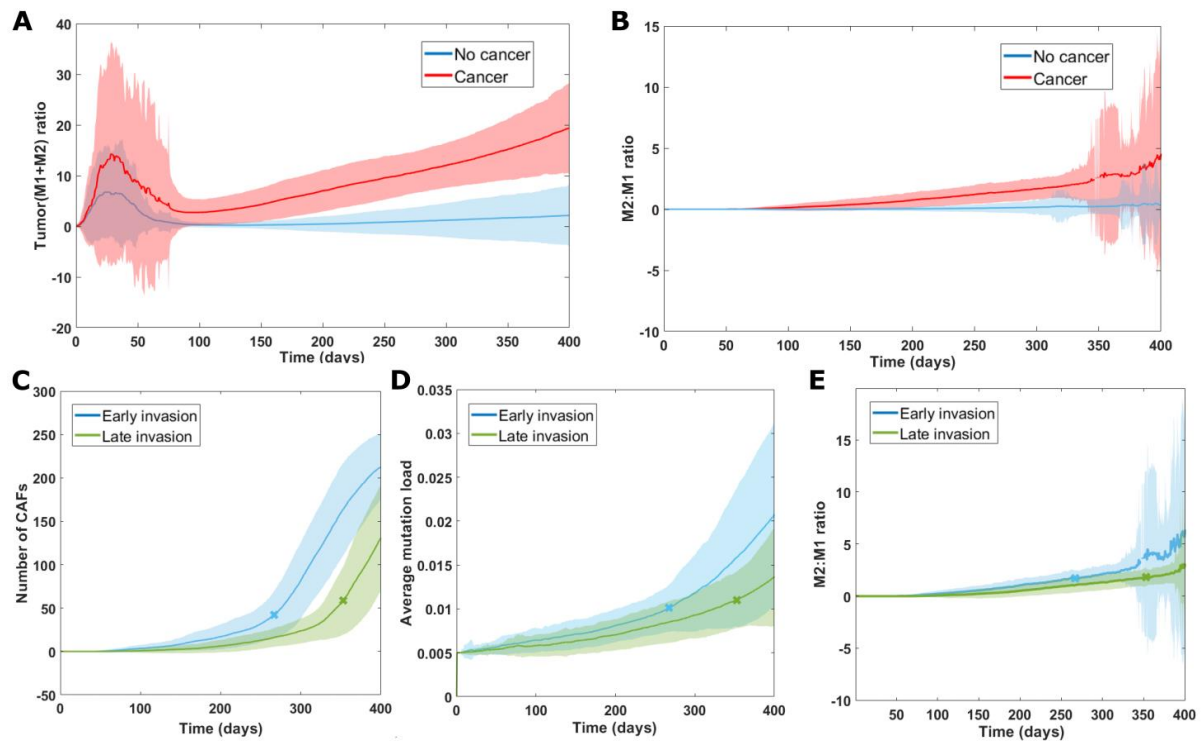 A
Tumor(M1+M2) ratio
40
30
20
10
0
-10
-20
No cancer
Cancer
0 50 100 150 200 250 300 350 400
Time (days)
B
M2:M1 ratio
15
10
5
0
-5
-10
No cancer
Cancer
0 50 100 150 200 250 300 350 400
Time (days)
C
Number of CAFs
300
250
200
150
100
50
0
-50
Early invasion
Late invasion
0 100 200 300 400
Time (days)
D
Average mutation load
0.035
0.03
0.025
0.02
0.015
0.01
0.005
0
Early invasion
Late invasion
0 100 200 300 400
Time (days)
E
M2:M1 ratio
15
10
5
0
-5
-10
Early invasion
Late invasion
50 100 150 200 250 300 350 400
Time (days)